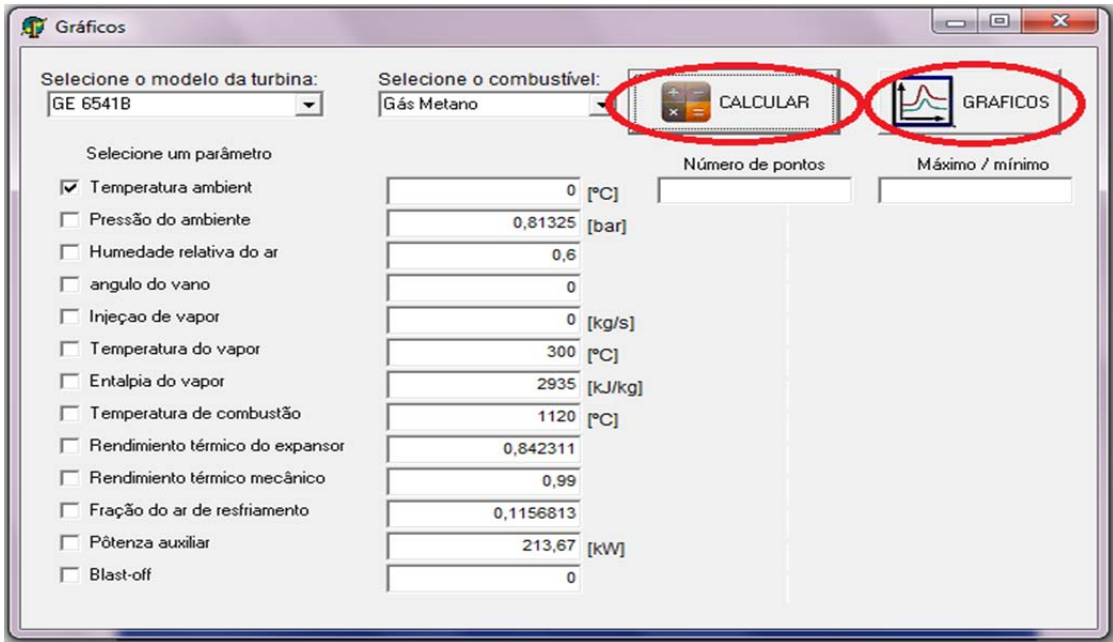 Gráficos
Selecione o modelo da turbina: Selecione o combustível:
GE 6541B Gás Metano CALCULAR GRAFICOS
Selecione um parâmetro Número de pontos Máximo / mínimo
Temperatura ambient 0 [ºC]
Pressão do ambiente 0,81325 [bar]
Humedade relativa do ar 0,6
angulo do vano 0
Injeçao de vapor 0 [kg/s]
Temperatura do vapor 300 [ºC]
Entalpia do vapor 2935 [kJ/kg]
Temperatura de combustão 1120 [ºC]
Rendimiento térmico do expansor 0,842311
Rendimiento térmico mecânico 0,99
Fração do ar de resfriamento 0,1156813
Pôtenza auxiliar 213,67 [kW]
Blast-off 0